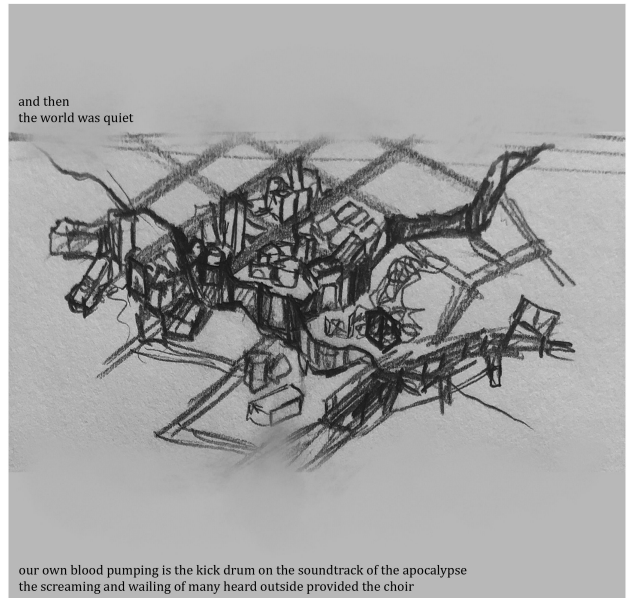 and then
the world was quiet
our own blood pumping is the kick drum on the soundtrack of the apocalypse
the screaming and wailing of many heard outside provided the choir